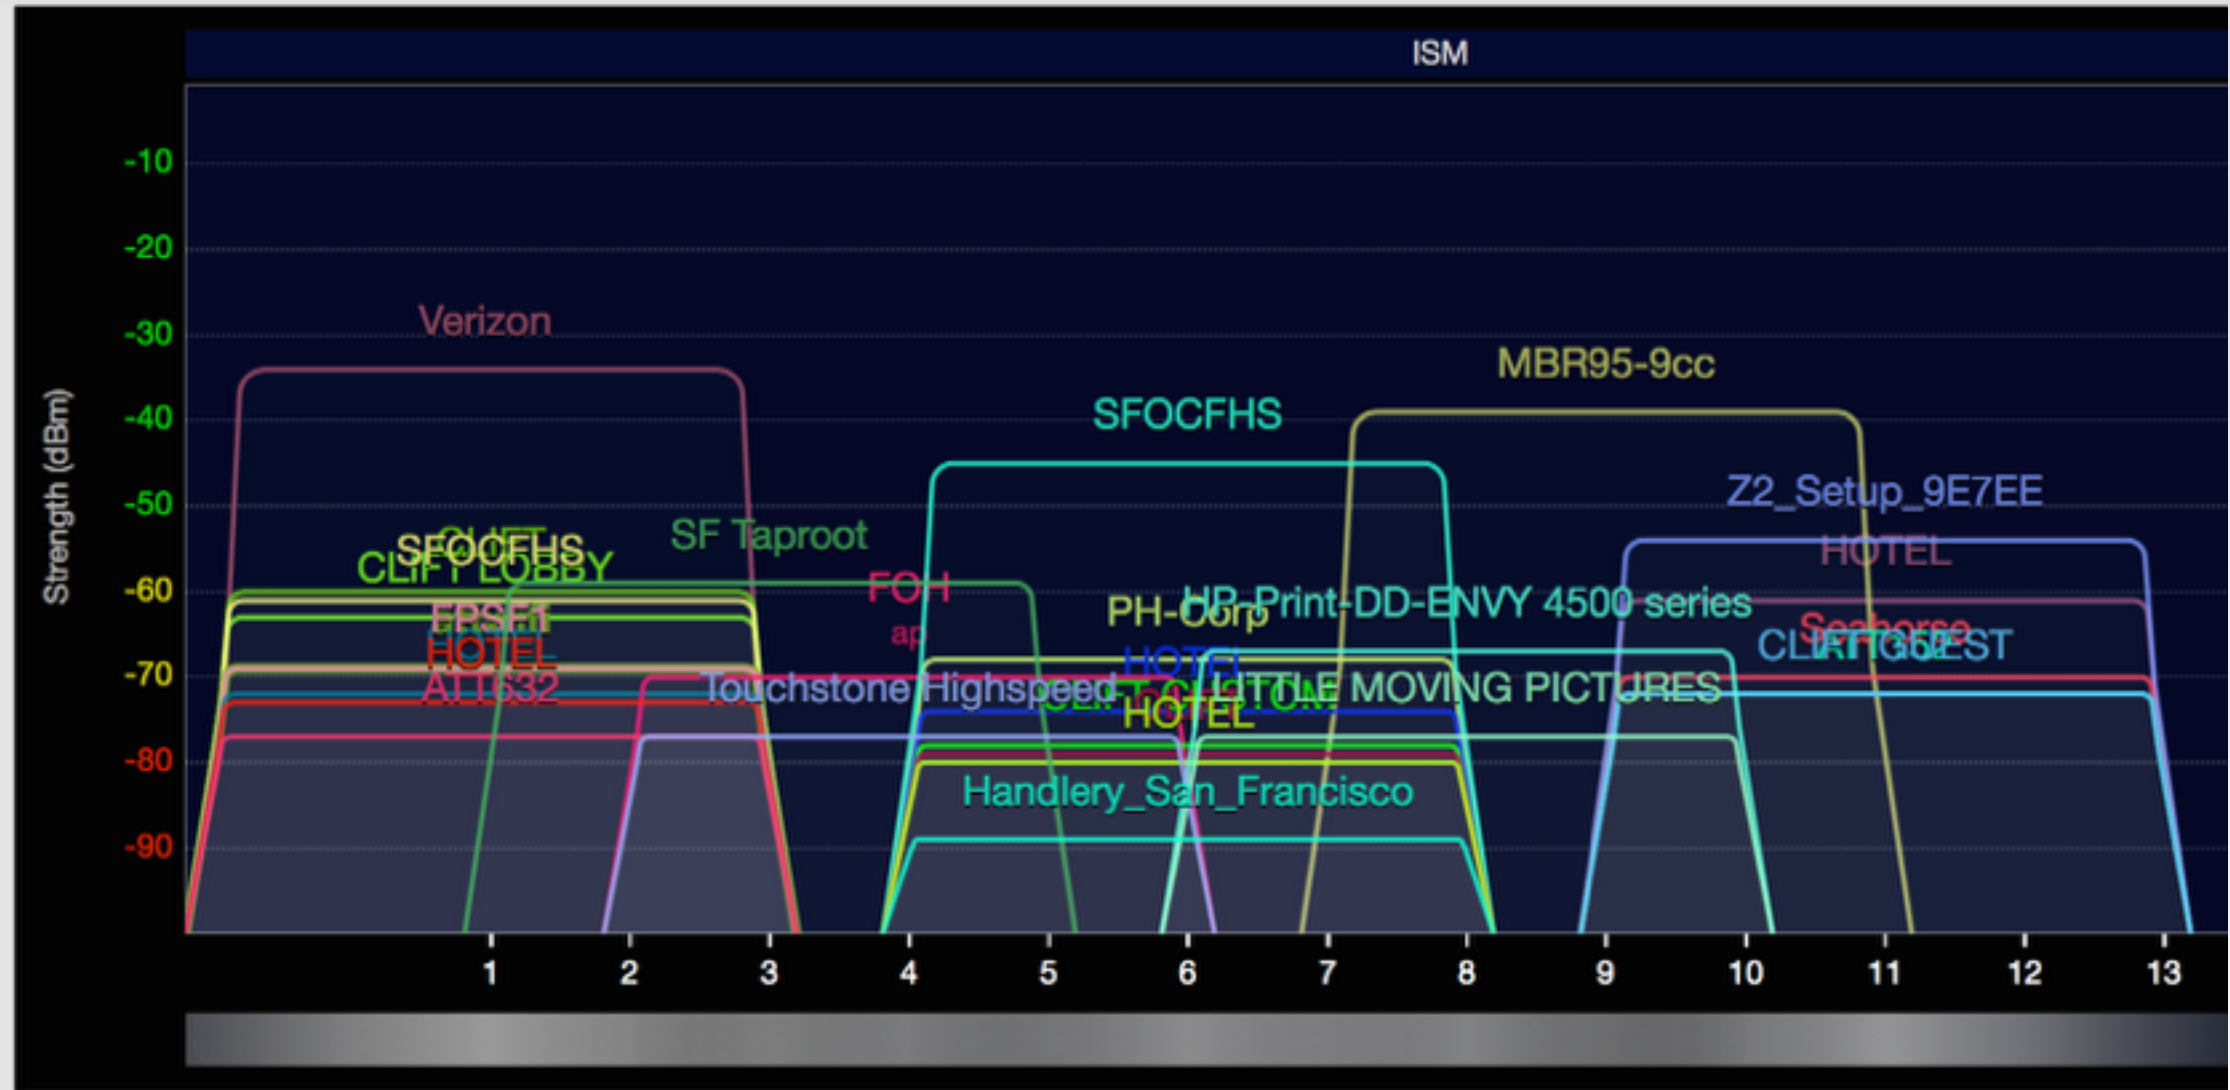 ISM
Strength (dBm)
-10
-20
-30
-40
-50
-60
-70
-80
-90
Verizon
MBR95-9cc
SFOCFHS
Z2_Setup_9E7EE
SF Taproot
SFOCFHS
HOTEL
CLIFT LOBBY
FOH
HP-Print-DD-ENVY 4500 series
PH-Corp
ap
Seahorse
HOTEL
HOTEL
ATT632
Touchstone Highspeed
LITTLE MOVING PICTURES
HOTEL
Handlery_San_Francisco
1 2 3 4 5 6 7 8 9 10 11 12 13